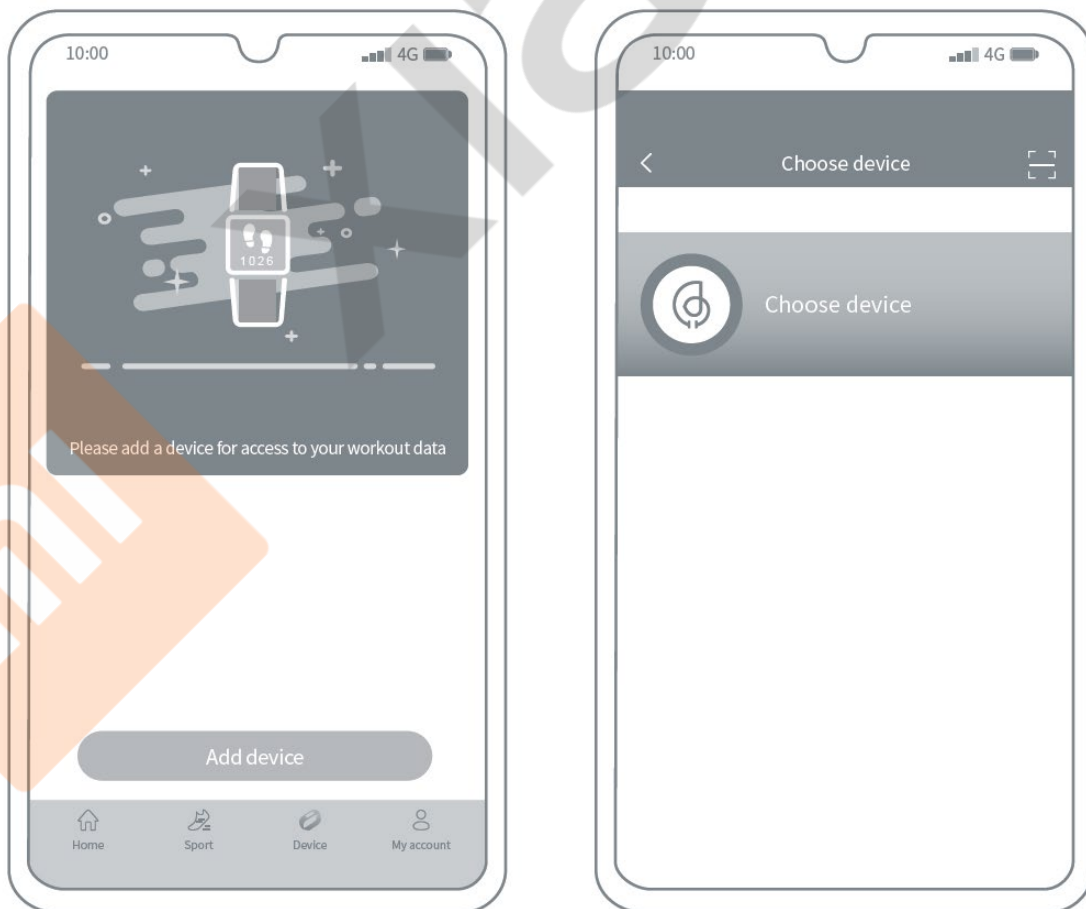 10:00
4G
1026
Please add a device for access to your workout data
Add device
Home
Sport
Device
My account
10:00
4G
Choose device
Choose device